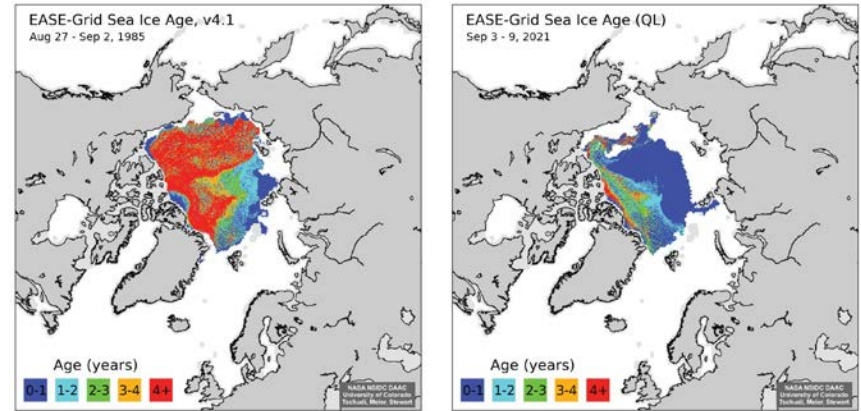 EASE-Grid Sea Ice Age, v4.1
Aug 27 - Sep 2, 1985
Age (years)
0-1 1-2 2-3 3-4 4+
NASA NSIDC DAAC
University of Colorado
Tschudi, Meier, Stewart
EASE-Grid Sea Ice Age (QL)
Sep 3 - 9, 2021
Age (years)
0-1 1-2 2-3 3-4 4+
NASA NSIDC DAAC
University of Colorado
Tschudi, Meier, Stewart